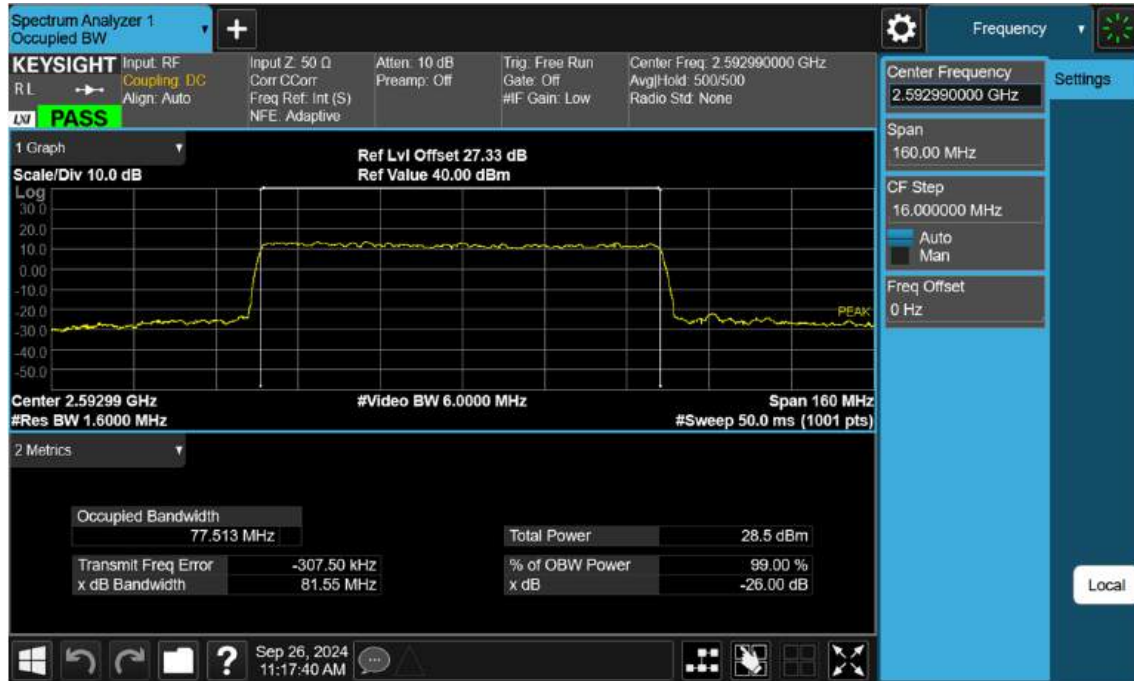 Spectrum Analyzer 1
Occupied BW
+
Frequency
KEYSIGHT
RL
LXI
PASS
Input: RF
Coupling: DC
Align: Auto
Input Z: 50 Ω
Corr CCorr
Freq Ref: Int (S)
NFE: Adaptive
Atten: 10 dB
Preamp: Off
Trig: Free Run
Gate: Off
#IF Gain: Low
Center Freq: 2.592990000 GHz
Avg|Hold: 500/500
Radio Std: None
1 Graph
Scale/Div 10.0 dB
Ref Lvl Offset 27.33 dB
Ref Value 40.00 dBm
Log
30.0
20.0
10.0
0.00
-10.0
-20.0
-30.0
-40.0
-50.0
PEAK
Center 2.59299 GHz
#Res BW 1.6000 MHz
#Video BW 6.0000 MHz
Span 160 MHz
#Sweep 50.0 ms (1001 pts)
2 Metrics
Occupied Bandwidth
77.513 MHz
Transmit Freq Error -307.50 kHz
x dB Bandwidth 81.55 MHz
Total Power 28.5 dBm
% of OBW Power 99.00 %
x dB -26.00 dB
Center Frequency
2.592990000 GHz
Span
160.00 MHz
CF Step
16.000000 MHz
Auto
Man
Freq Offset
0 Hz
Settings
Local
?
Sep 26, 2024
11:17:40 AM